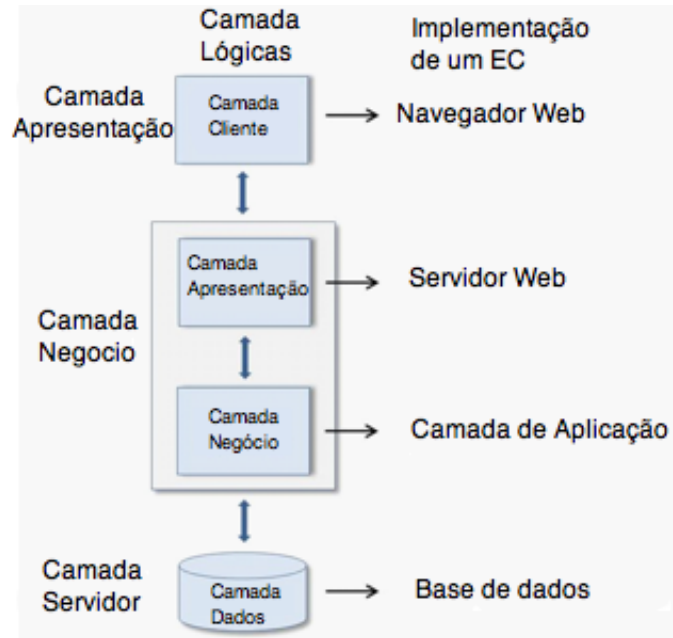 Camada
Lógicas
Implementação
de um EC
Camada
Apresentação
Camada
Cliente
Navegador Web
Camada
Negocio
Camada
Apresentação
Servidor Web
Camada
Negócio
Camada de Aplicação
Camada
Servidor
Camada
Dados
Base de dados